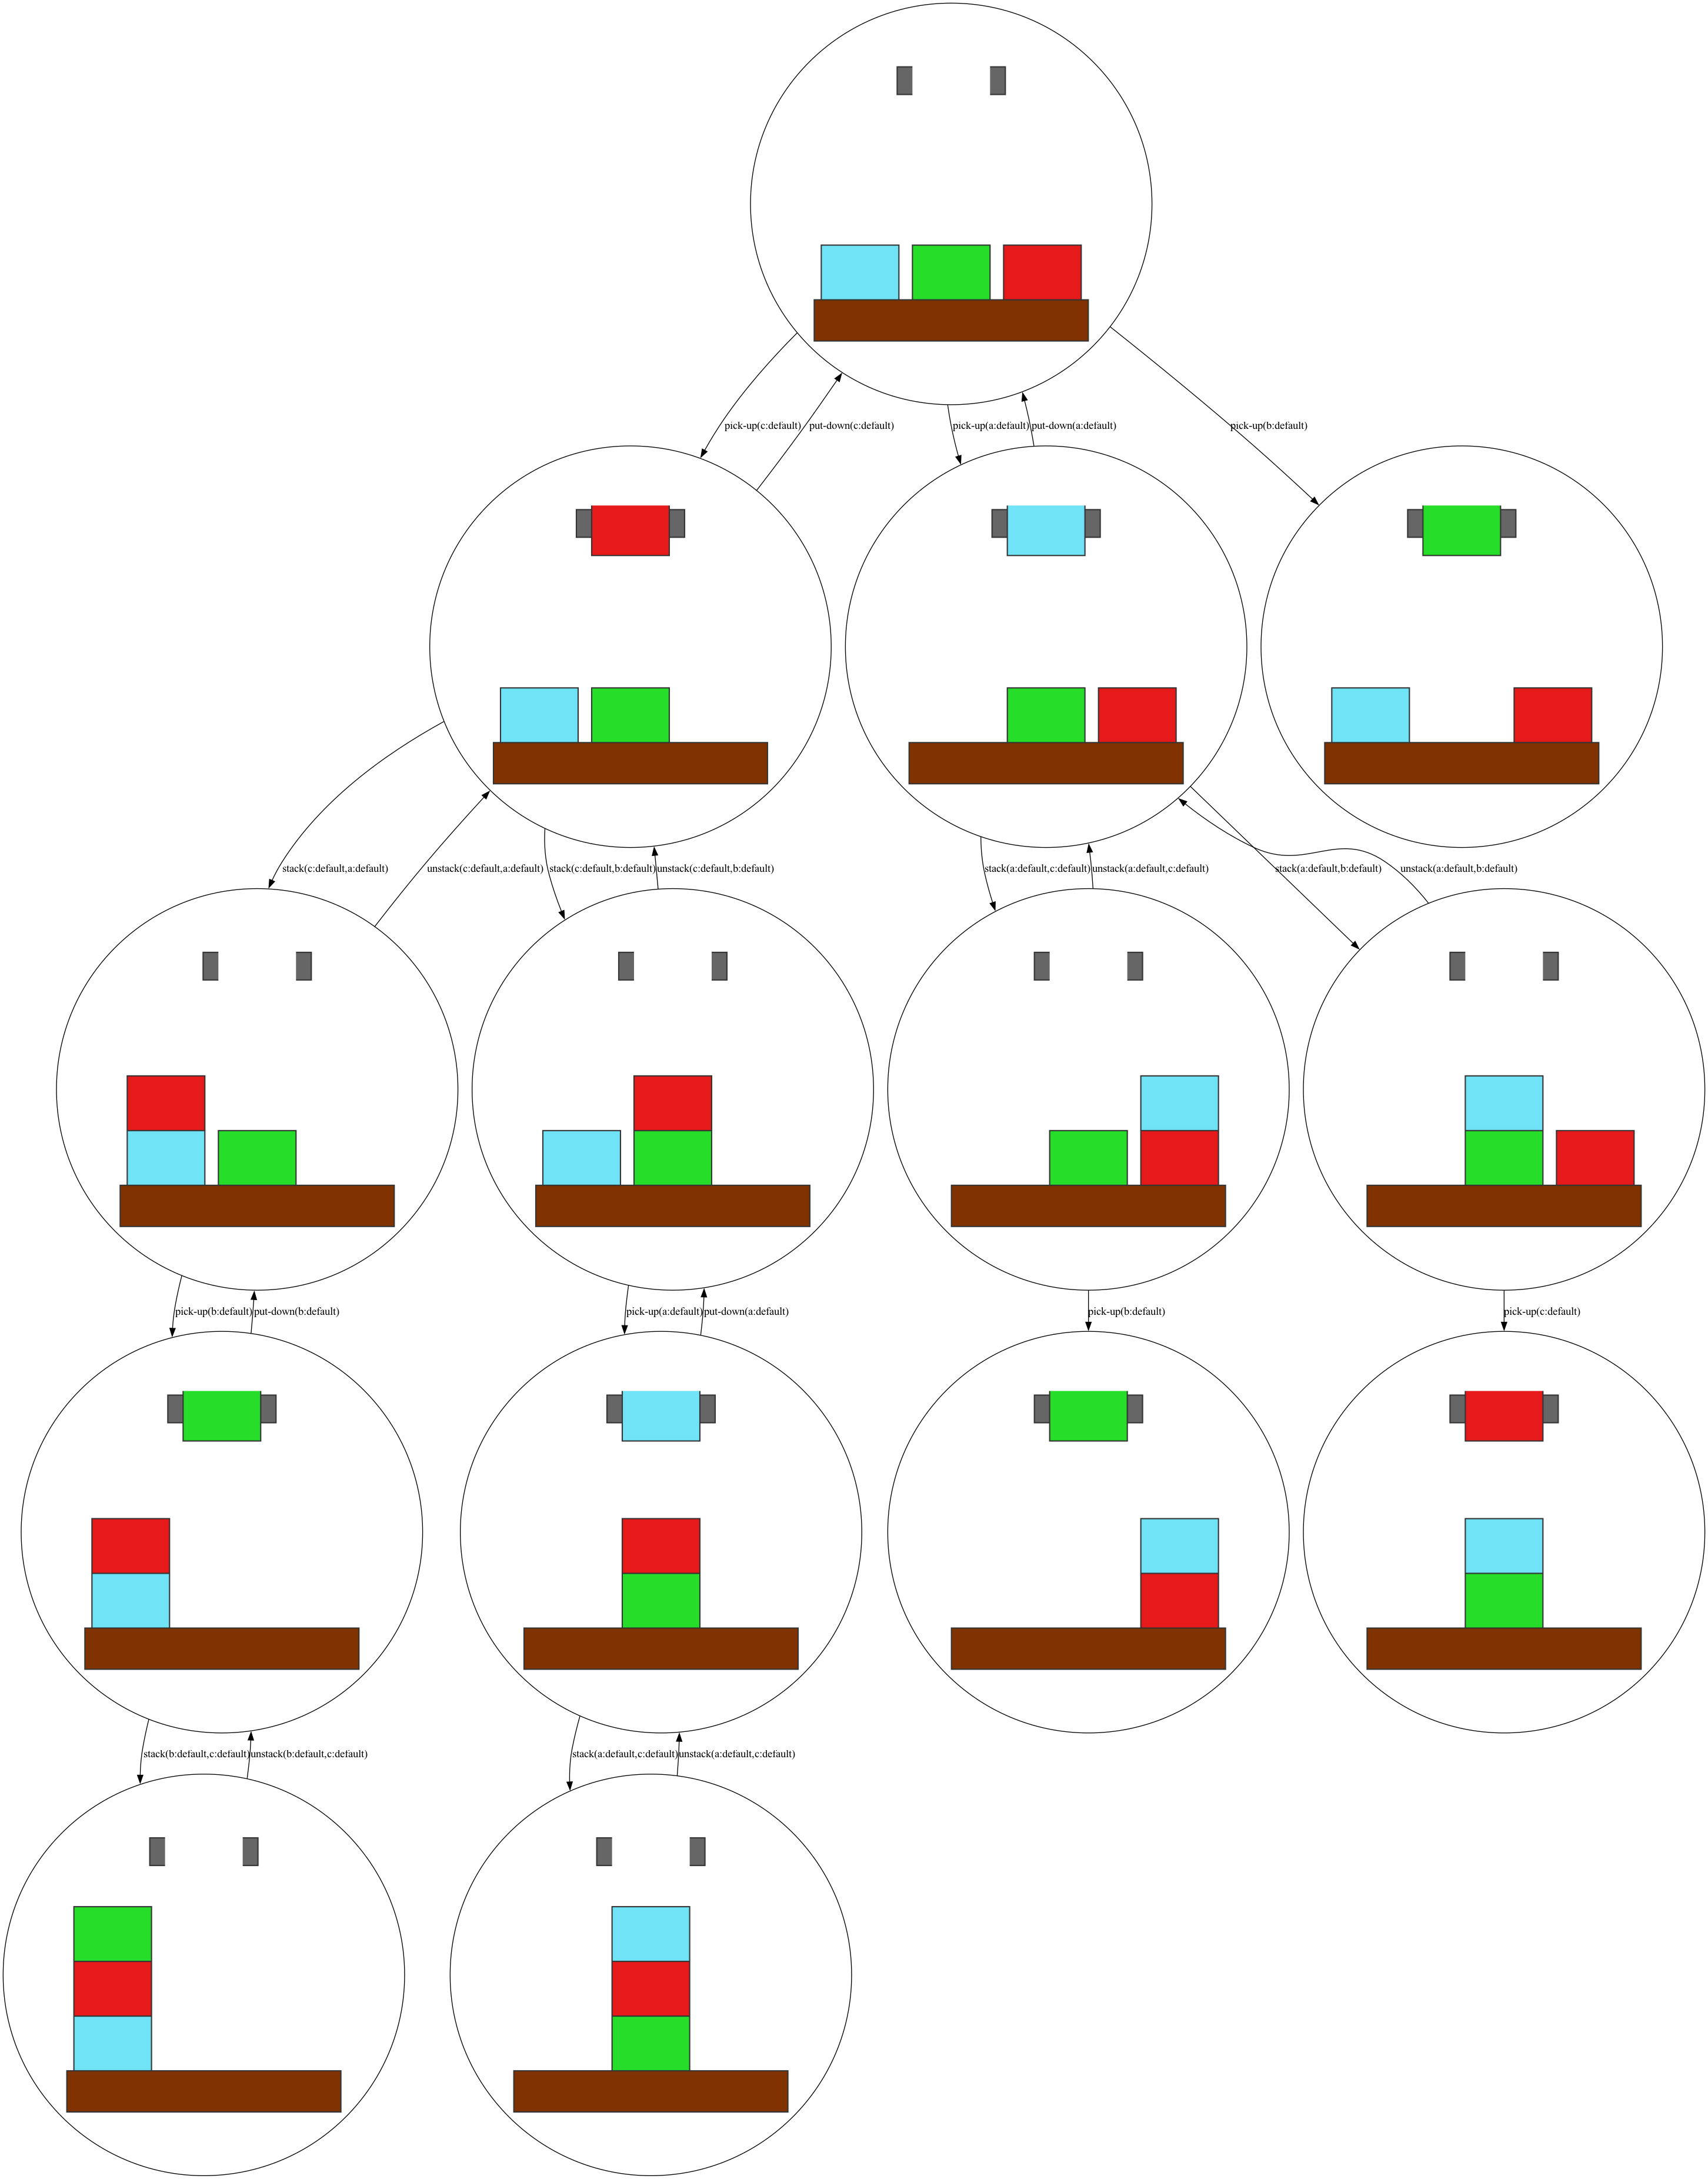 pick-up(c:default)
put-down(c:default)
pick-up(a:default)
put-down(a:default)
pick-up(b:default)
stack(c:default,a:default)
unstack(c:default,a:default)
stack(c:default,b:default)
unstack(c:default,b:default)
stack(a:default,c:default)
unstack(a:default,c:default)
stack(a:default,b:default)
unstack(a:default,b:default)
pick-up(b:default)
put-down(b:default)
pick-up(a:default)
put-down(a:default)
pick-up(b:default)
pick-up(c:default)
stack(b:default,c:default)
unstack(b:default,c:default)
stack(a:default,c:default)
unstack(a:default,c:default)